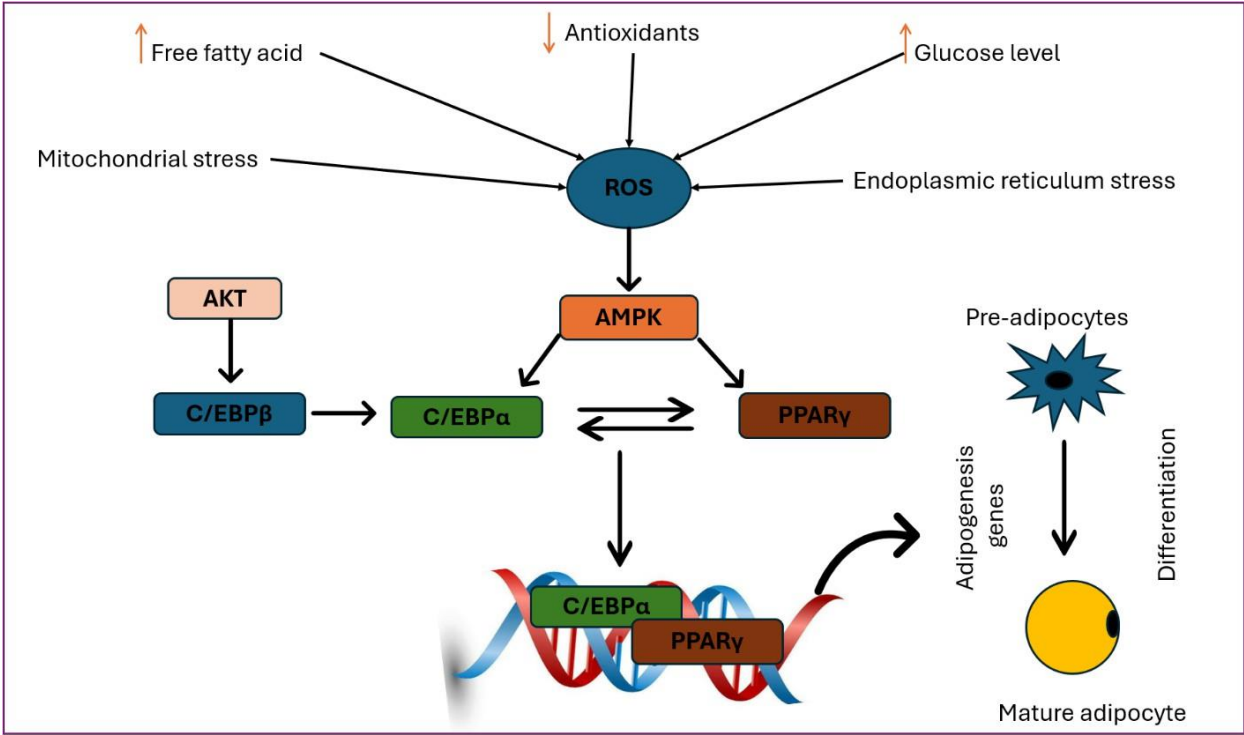 Free fatty acid
Antioxidants
Glucose level
Mitochondrial stress
ROS
Endoplasmic reticulum stress
AKT
AMPK
Pre-adipocytes
C/EBPβ
C/EBPα
PPARγ
Adipogenesis
genes
Differentiation
C/EBPα
PPARγ
Mature adipocyte